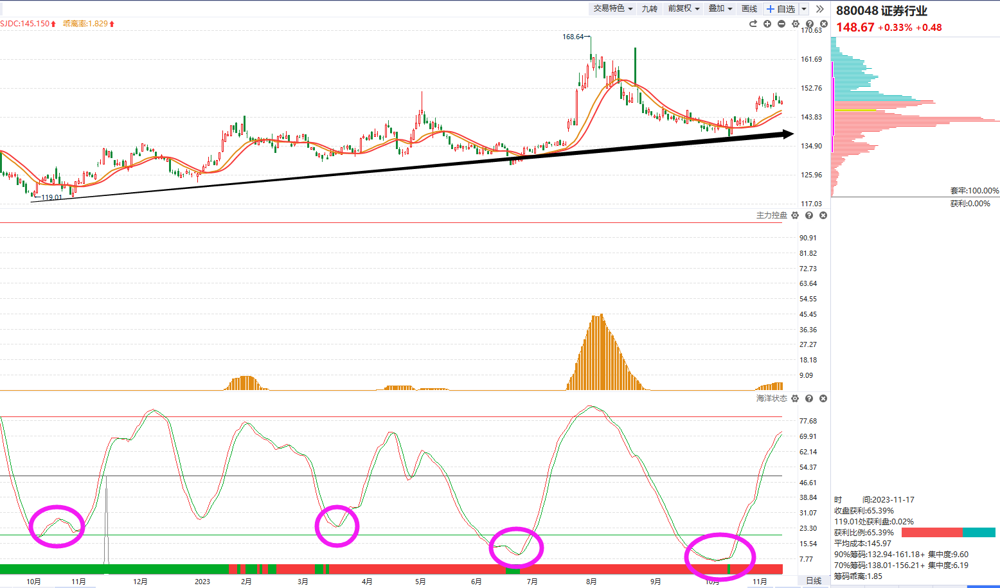 交易特色 九转 前复权 叠加 画线 自选
880048 证券行业
148.67 +0.33% +0.48
SJDC:145.150 乖离率:1.829
170.63
168.64
161.69
152.76
143.83
134.90
125.96
119.01
117.03
套牢:100.00%
获利:0.00%
主力控盘
90.91
81.82
72.73
63.64
54.55
45.45
36.36
27.27
18.18
9.09
海洋状态
77.68
69.91
62.14
54.37
46.61
38.84
31.07
23.30
15.54
7.77
时 间:2023-11-17
收盘获利:65.39%
119.01处获利盘:0.02%
获利比例:65.39%
平均成本:145.97
90%筹码:132.94-161.18+ 集中度:9.60
70%筹码:138.01-156.21+ 集中度:6.19
筹码乖离:1.85
10月 11月 12月 2023 2月 3月 4月 5月 6月 7月 8月 9月 10月 11月 日线